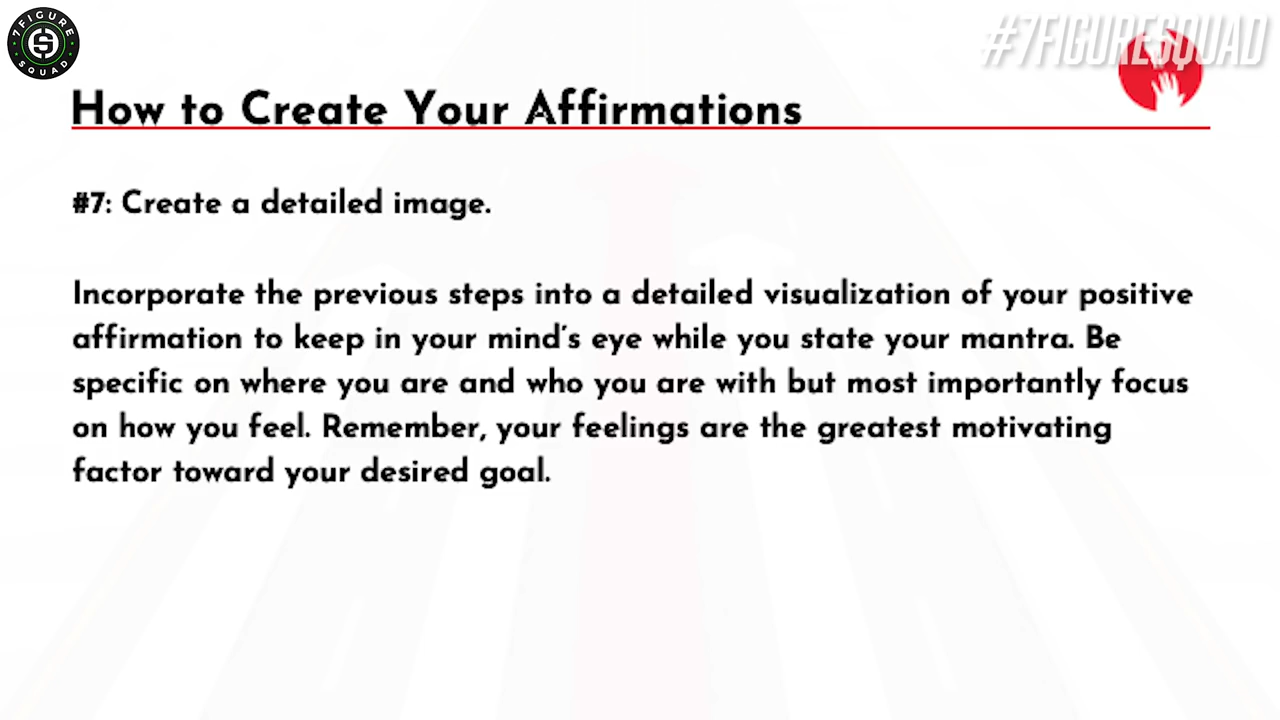 7FIGURE
SQUAD
#7FIGURESQUAD
How to Create Your Affirmations
#7: Create a detailed image.
Incorporate the previous steps into a detailed visualization of your positive
affirmation to keep in your mind's eye while you state your mantra. Be
specific on where you are and who you are with but most importantly focus
on how you feel. Remember, your feelings are the greatest motivating
factor toward your desired goal.